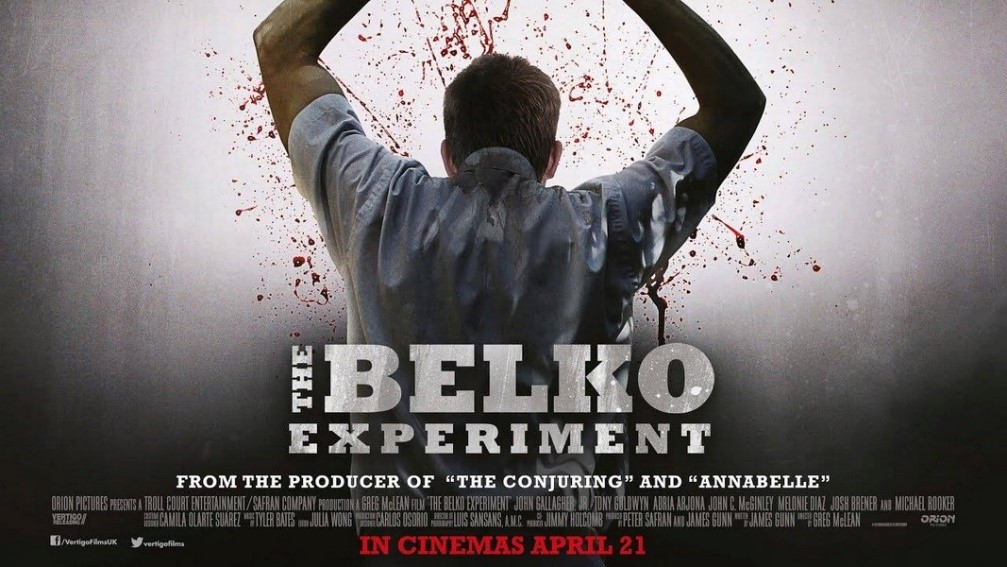 THE BELKO
EXPERIMENT
FROM THE PRODUCER OF "THE CONJURING" AND "ANNABELLE"
ORION PICTURES PRESENTS A TROLL COURT ENTERTAINMENT / SAFRAN COMPANY PRODUCTION A GREG McLEAN FILM "THE BELKO EXPERIMENT" JOHN GALLAGHER JR. TONY GOLDWYN ADRIA ARJONA JOHN C. McGINLEY MELONIE DIAZ JOSH BRENER AND MICHAEL ROOKER
VERTIGO CAMILA OLARTE SUAREZ TYLER BATES JULIA WONG CARLOS OSORIO LUIS SANSANS, A.M.C. JIMMY HOLCOMB PETER SAFRAN AND JAMES GUNN JAMES GUNN GREG McLEAN ORION
/VertigoFilmsUK vertigofilms
IN CINEMAS APRIL 21